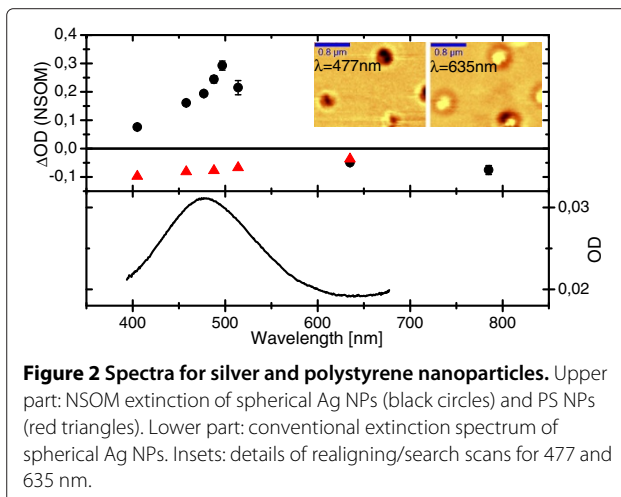 0,4
0,3
0,2
0,1
0,0
-0,1
ΔOD (NSOM)
0.8 µm
λ=477nm
0.8 µm
λ=635nm
0,03
0,02
OD
400 500 600 700 800
Wavelength [nm]
Figure 2 Spectra for silver and polystyrene nanoparticles. Upper
part: NSOM extinction of spherical Ag NPs (black circles) and PS NPs
(red triangles). Lower part: conventional extinction spectrum of
spherical Ag NPs. Insets: details of realigning/search scans for 477 and
635 nm.